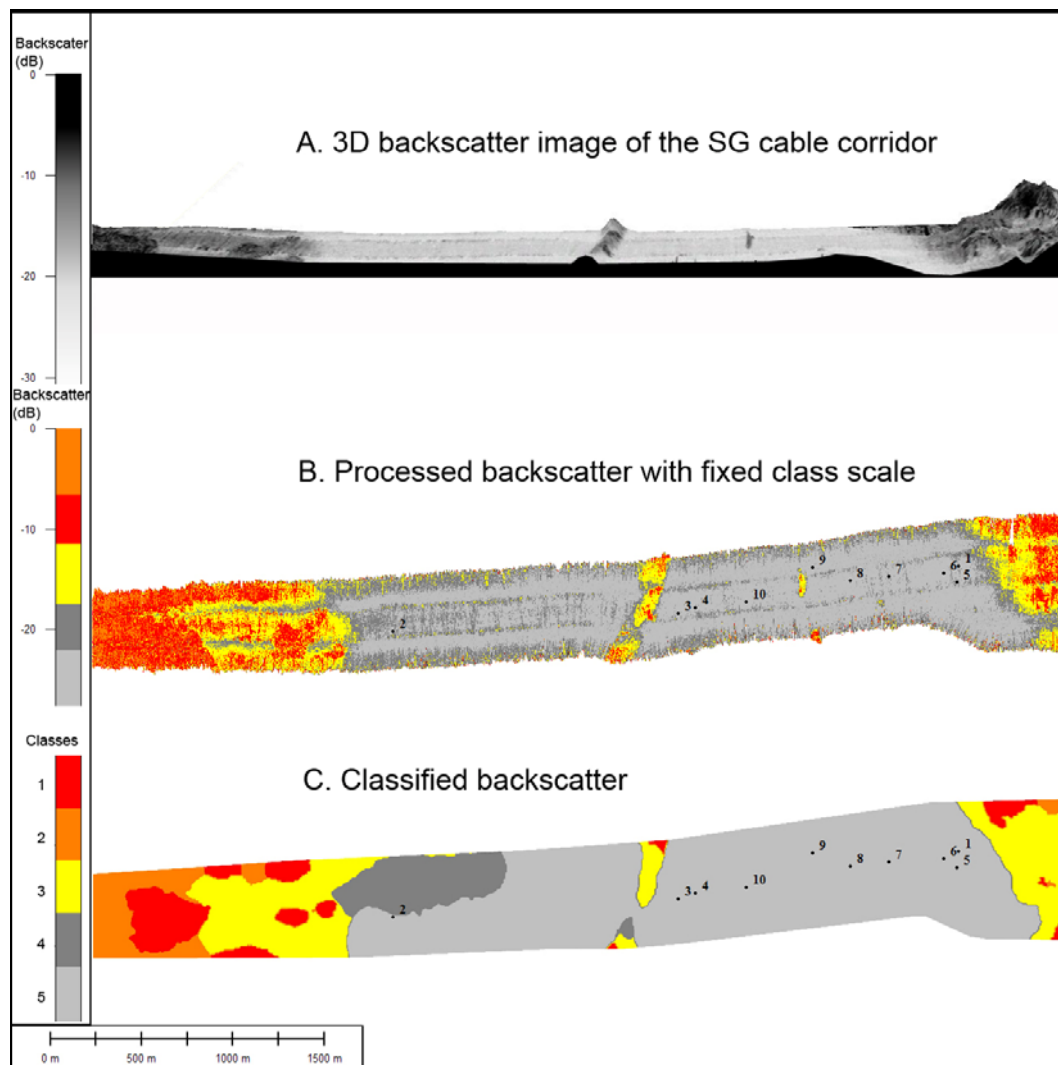 Backscater
(dB)
0
-10
-20
-30
A. 3D backscatter image of the SG cable corridor
Backscatter
(dB)
0
-10
-20
B. Processed backscatter with fixed class scale
9
8
7
6
1
5
3
4
10
2
Classes
1
2
3
4
5
C. Classified backscatter
9
8
7
6
1
5
3
4
10
2
0 m
500 m
1000 m
1500 m